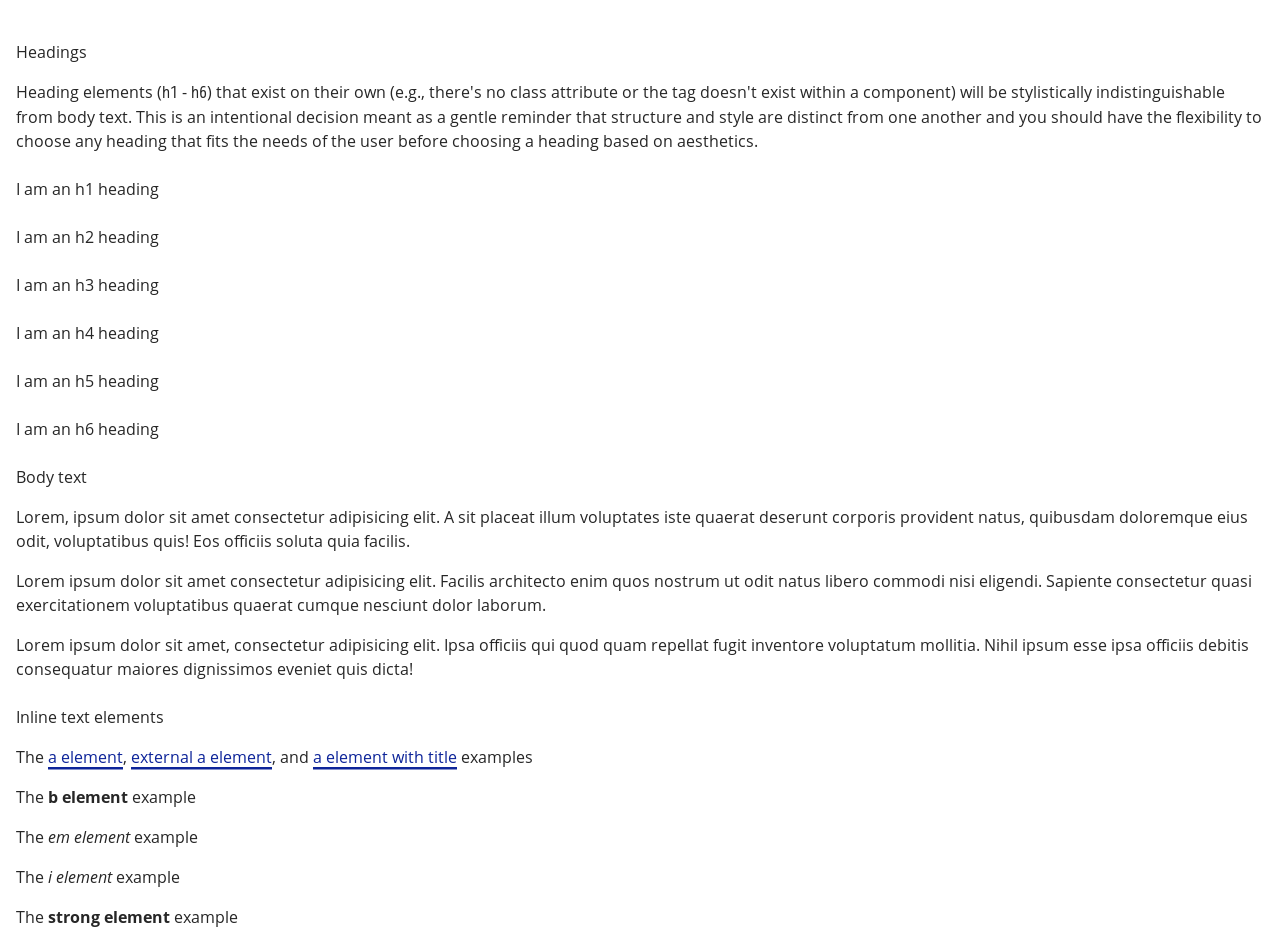 Headings
Heading elements (h1 - h6) that exist on their own (e.g., there's no class attribute or the tag doesn't exist within a component) will be stylistically indistinguishable
from body text. This is an intentional decision meant as a gentle reminder that structure and style are distinct from one another and you should have the flexibility to
choose any heading that fits the needs of the user before choosing a heading based on aesthetics.
I am an h1 heading
I am an h2 heading
I am an h3 heading
I am an h4 heading
I am an h5 heading
I am an h6 heading
Body text
Lorem, ipsum dolor sit amet consectetur adipisicing elit. A sit placeat illum voluptates iste quaerat deserunt corporis provident natus, quibusdam doloremque eius
odit, voluptatibus quis! Eos officiis soluta quia facilis.
Lorem ipsum dolor sit amet consectetur adipisicing elit. Facilis architecto enim quos nostrum ut odit natus libero commodi nisi eligendi. Sapiente consectetur quasi
exercitationem voluptatibus quaerat cumque nesciunt dolor laborum.
Lorem ipsum dolor sit amet, consectetur adipisicing elit. Ipsa officiis qui quod quam repellat fugit inventore voluptatum mollitia. Nihil ipsum esse ipsa officiis debitis
consequatur maiores dignissimos eveniet quis dicta!
Inline text elements
The a element, external a element, and a element with title examples
The b element example
The em element example
The i element example
The strong element example